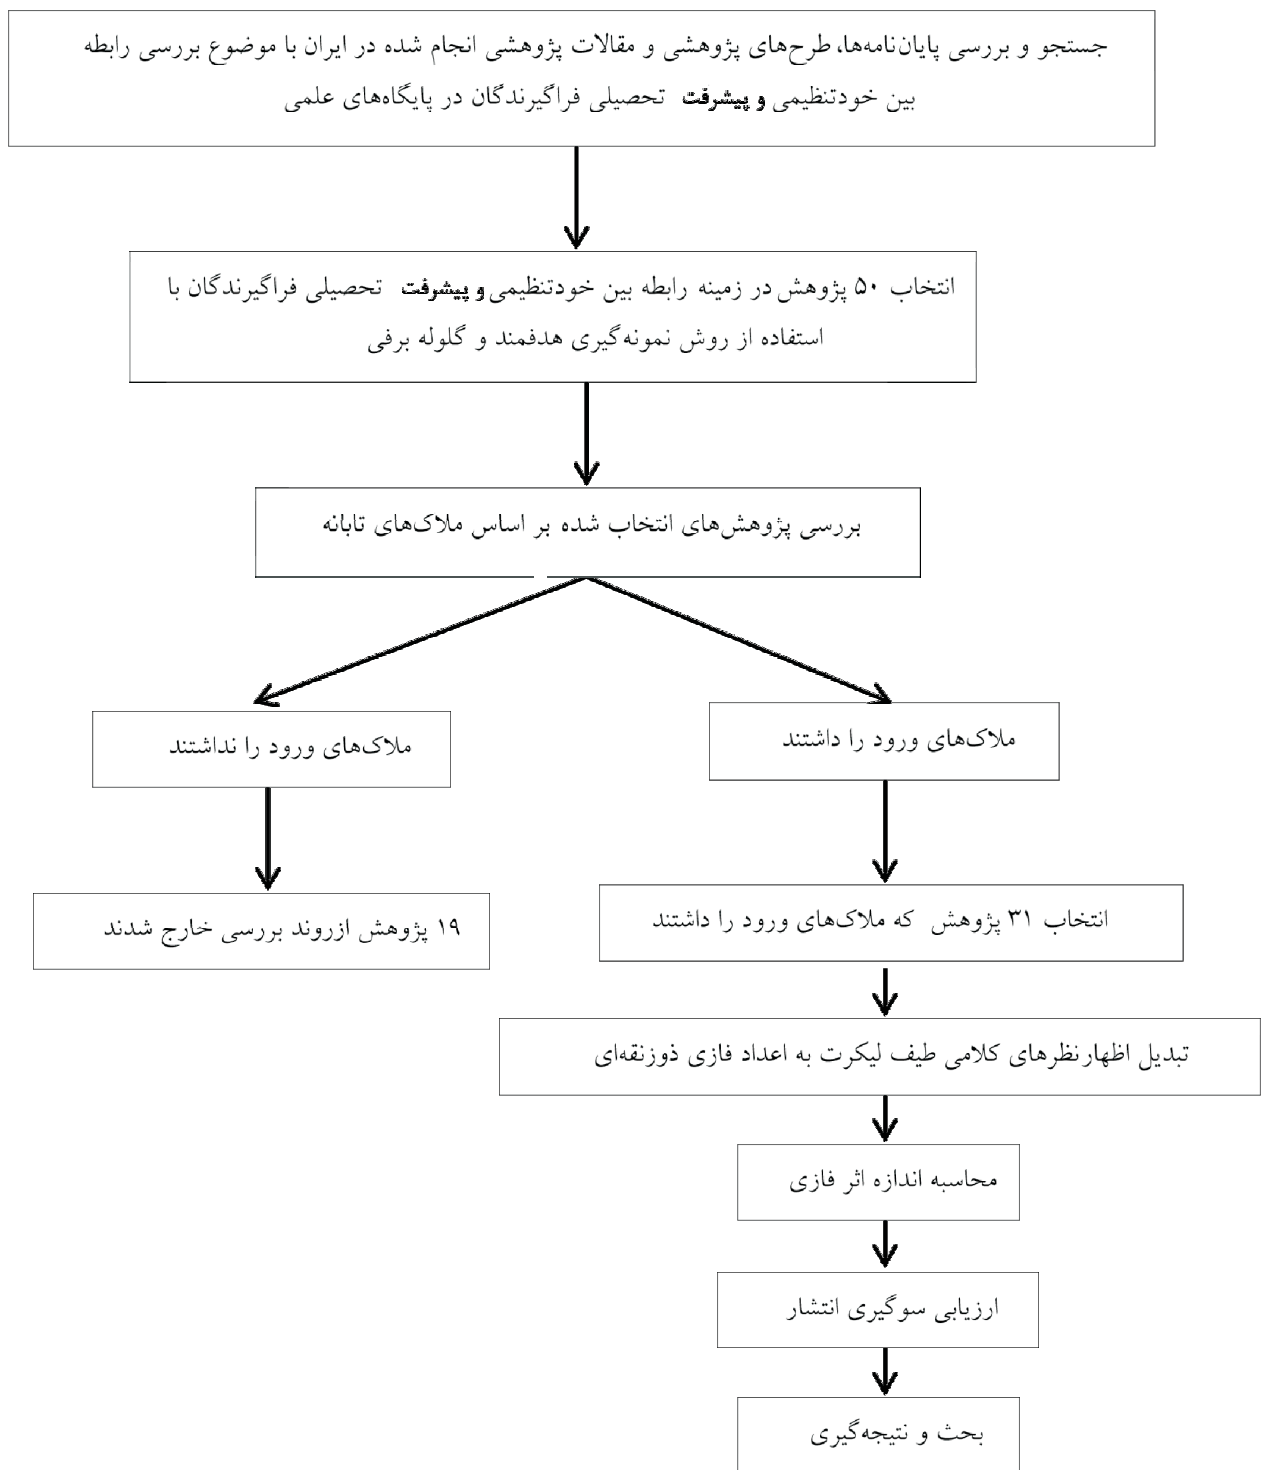 جستجو و بررسی پایان‌نامه‌ها، طرح‌های پژوهشی و مقالات پژوهشی انجام شده در ایران با موضوع بررسی رابطه
بین خودتنظیمی و پیشرفت تحصیلی فراگیرندگان در پایگاه‌های علمی
انتخاب ۵۰ پژوهش در زمینه رابطه بین خودتنظیمی و پیشرفت تحصیلی فراگیرندگان با
استفاده از روش نمونه‌گیری هدفمند و گلوله برفی
بررسی پژوهش‌های انتخاب شده بر اساس ملاک‌های تابانه
ملاک‌های ورود را داشتند
ملاک‌های ورود را نداشتند
انتخاب ۳۱ پژوهش که ملاک‌های ورود را داشتند
۱۹ پژوهش ازروند بررسی خارج شدند
تبدیل اظهارنظرهای کلامی طیف لیکرت به اعداد فازی ذوزنقه‌ای
محاسبه اندازه اثر فازی
ارزیابی سوگیری انتشار
بحث و نتیجه‌گیری